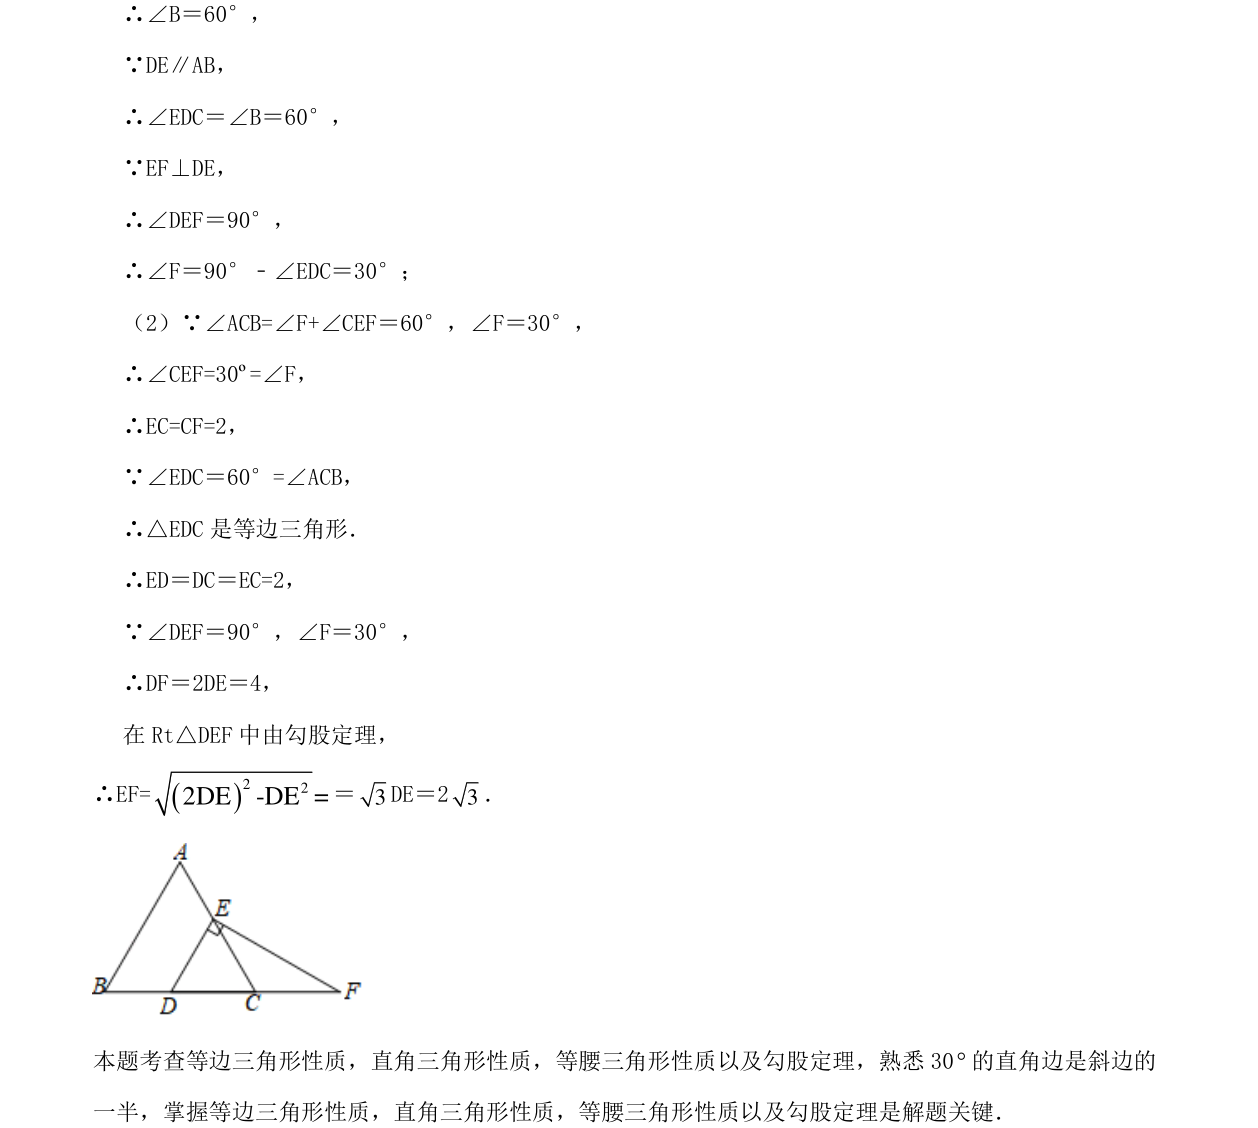 ∴∠B＝60°，
∵DE∥AB，
∴∠EDC＝∠B＝60°，
∵EF⊥DE，
∴∠DEF＝90°，
∴∠F＝90°﹣∠EDC＝30°；
（2）∵∠ACB=∠F+∠CEF＝60°，∠F＝30°，
∴∠CEF=30º=∠F，
∴EC=CF=2，
∵∠EDC＝60°=∠ACB，
∴△EDC 是等边三角形．
∴ED＝DC＝EC=2，
∵∠DEF＝90°，∠F＝30°，
∴DF＝2DE＝4，
在 Rt△DEF 中由勾股定理，
∴EF=√((2DE)²-DE²)=＝√3DE＝2√3．
A
E
B
D
C
F
本题考查等边三角形性质，直角三角形性质，等腰三角形性质以及勾股定理，熟悉 30°的直角边是斜边的
一半，掌握等边三角形性质，直角三角形性质，等腰三角形性质以及勾股定理是解题关键．